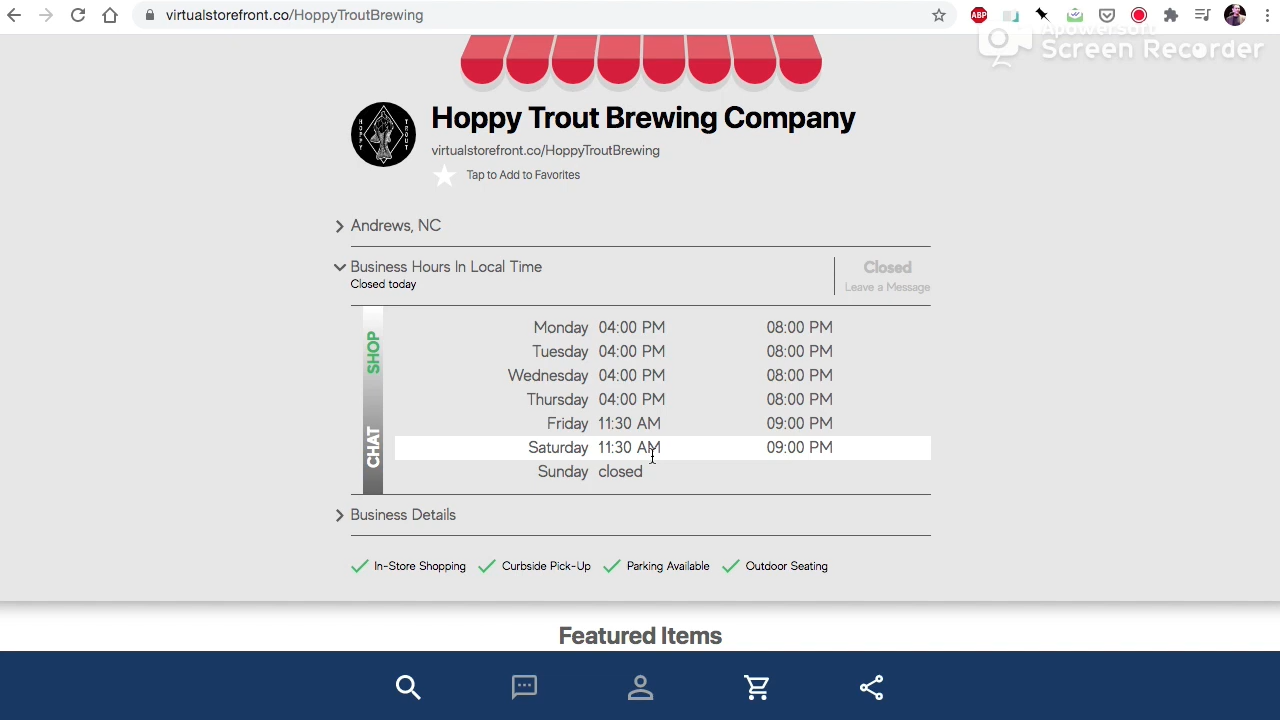 virtualstorefront.co/HoppyTroutBrewing
ABP
Apowersoft
Screen Recorder
HOPPY TROUT
Hoppy Trout Brewing Company
virtualstorefront.co/HoppyTroutBrewing
Tap to Add to Favorites
Andrews, NC
Business Hours In Local Time
Closed today
Closed
Leave a Message
SHOP
CHAT
Monday 04:00 PM 08:00 PM
Tuesday 04:00 PM 08:00 PM
Wednesday 04:00 PM 08:00 PM
Thursday 04:00 PM 08:00 PM
Friday 11:30 AM 09:00 PM
Saturday 11:30 AM 09:00 PM
Sunday closed
Business Details
In-Store Shopping Curbside Pick-Up Parking Available Outdoor Seating
Featured Items